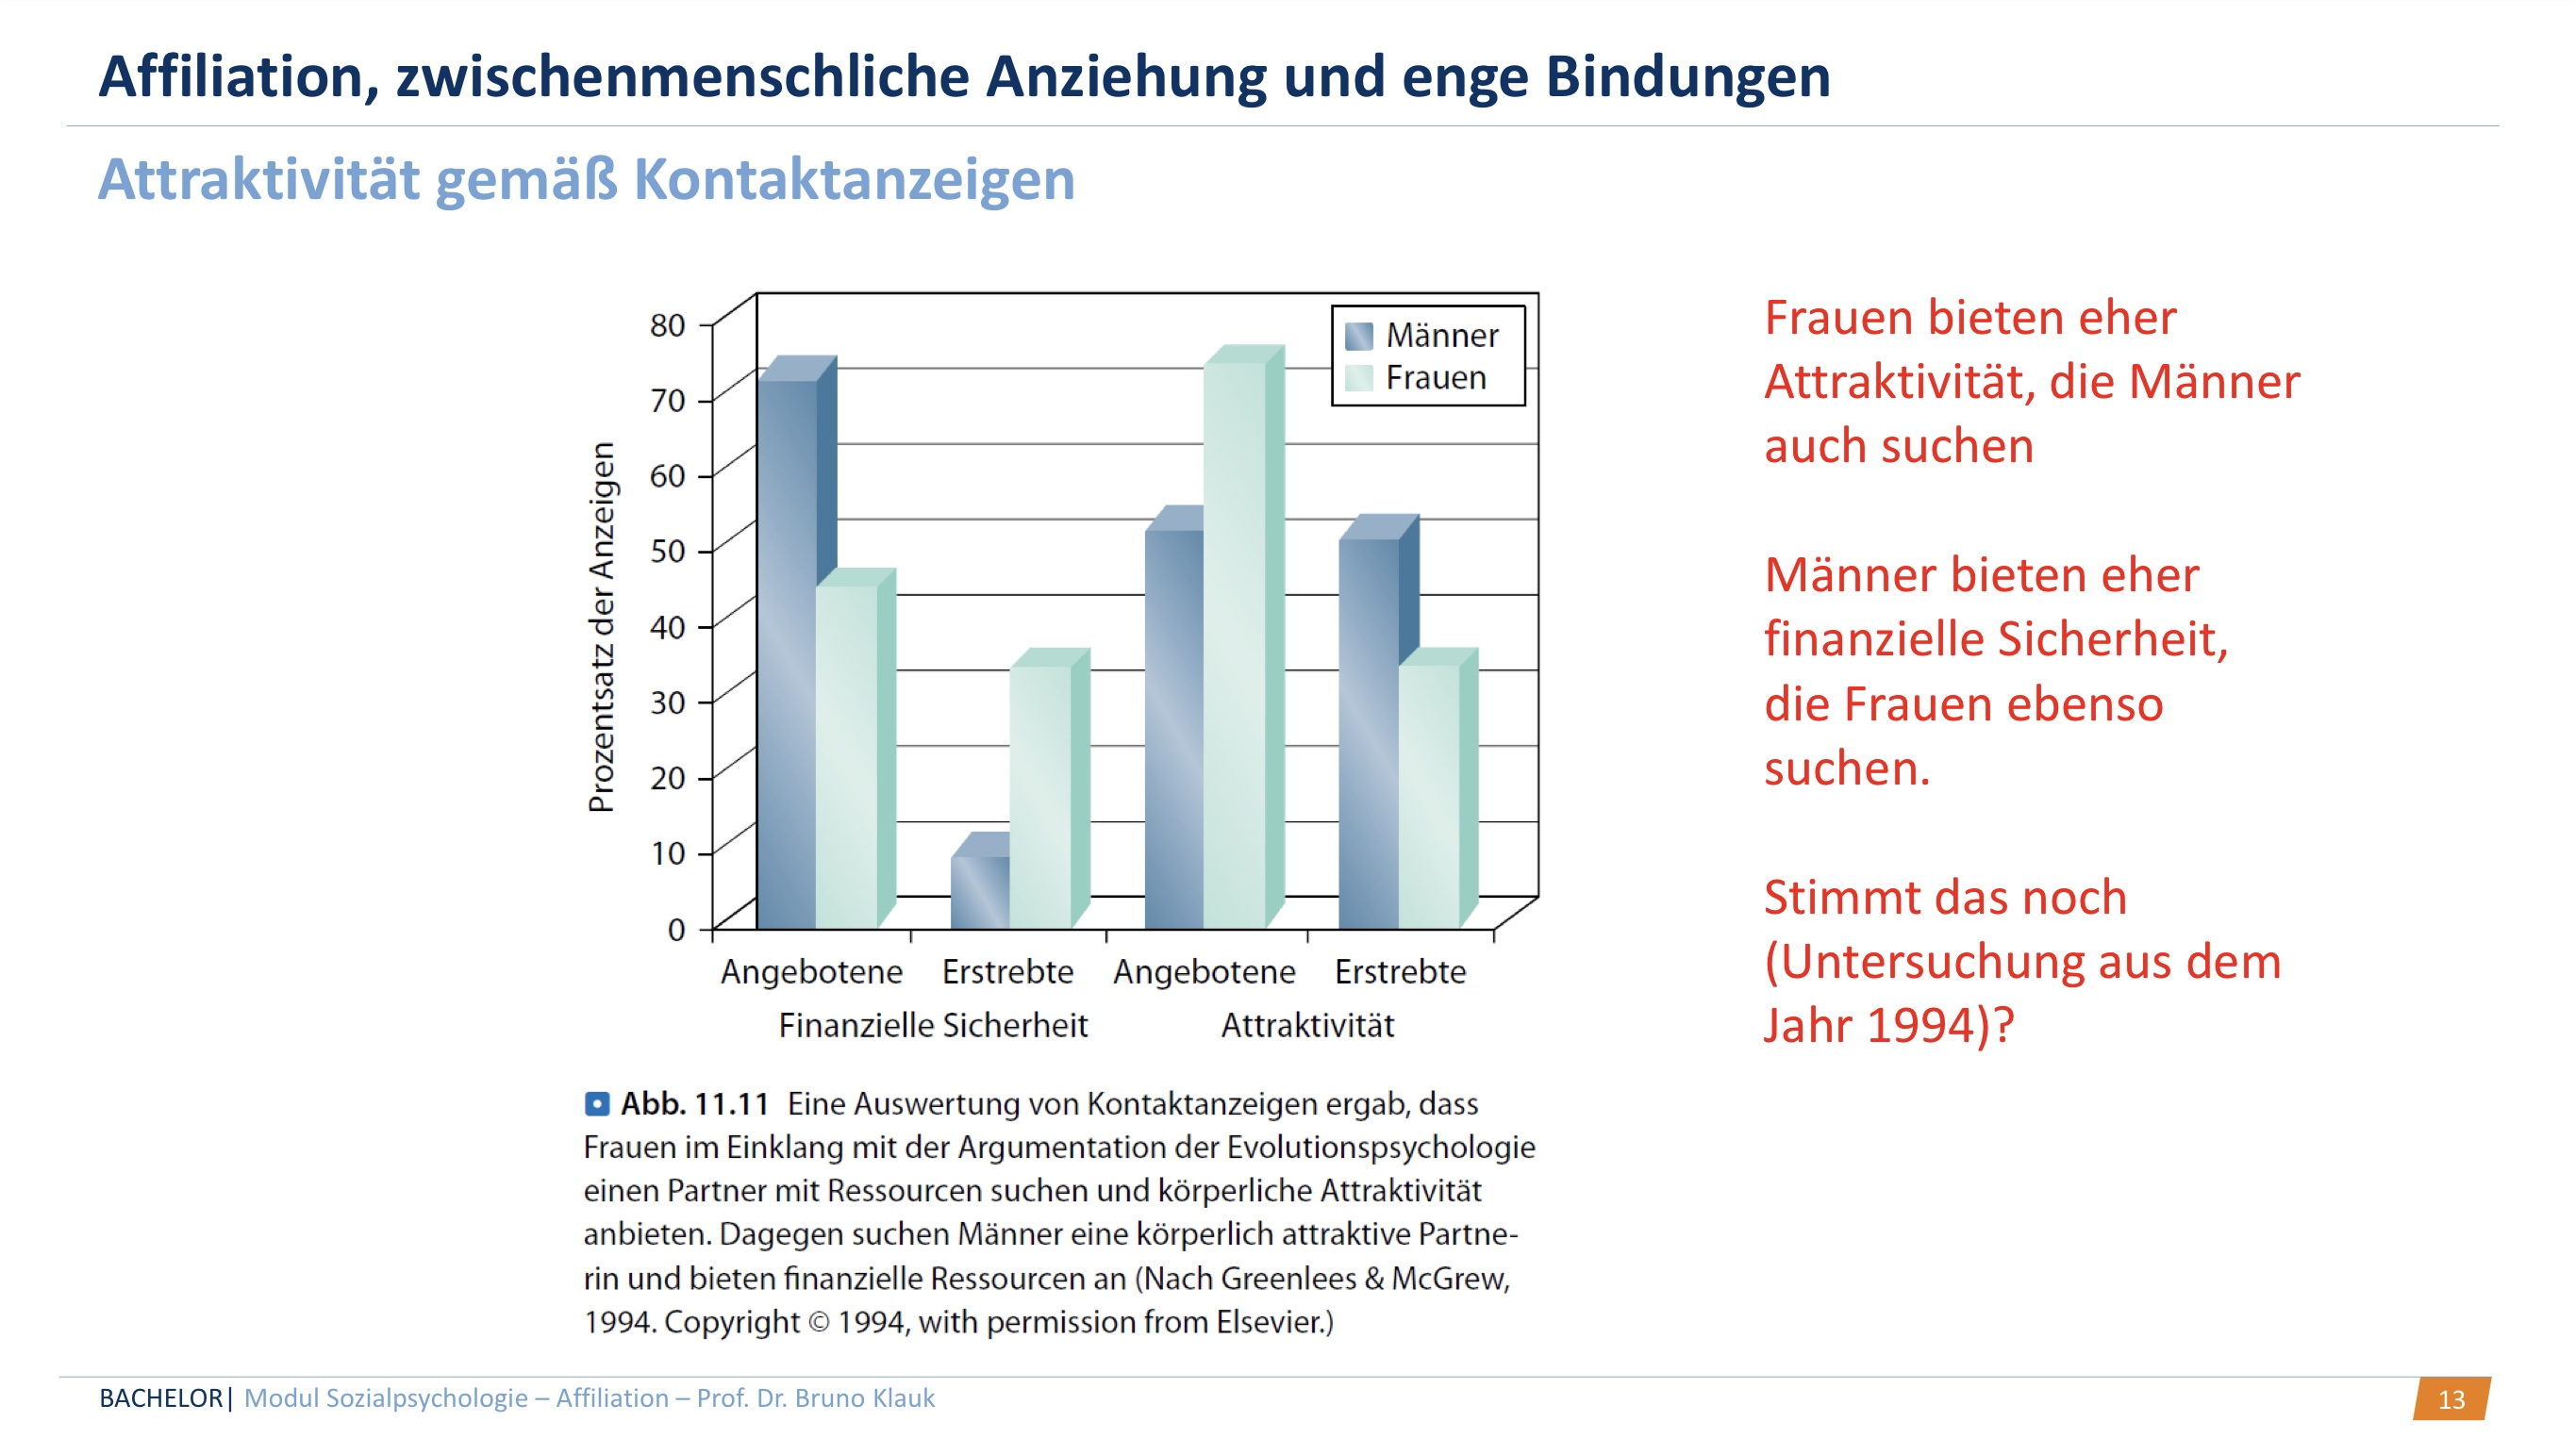 Affiliation, zwischenmenschliche Anziehung und enge Bindungen
Attraktivität gemäß Kontaktanzeigen
80
70
60
50
40
30
20
10
0
Prozentsatz der Anzeigen
Männer
Frauen
Angebotene Erstrebte Angebotene Erstrebte
Finanzielle Sicherheit Attraktivität
Abb. 11.11 Eine Auswertung von Kontaktanzeigen ergab, dass
Frauen im Einklang mit der Argumentation der Evolutionspsychologie
einen Partner mit Ressourcen suchen und körperliche Attraktivität
anbieten. Dagegen suchen Männer eine körperlich attraktive Partne-
rin und bieten finanzielle Ressourcen an (Nach Greenlees & McGrew,
1994. Copyright © 1994, with permission from Elsevier.)
Frauen bieten eher
Attraktivität, die Männer
auch suchen
Männer bieten eher
finanzielle Sicherheit,
die Frauen ebenso
suchen.
Stimmt das noch
(Untersuchung aus dem
Jahr 1994)?
BACHELOR| Modul Sozialpsychologie – Affiliation – Prof. Dr. Bruno Klauk
13